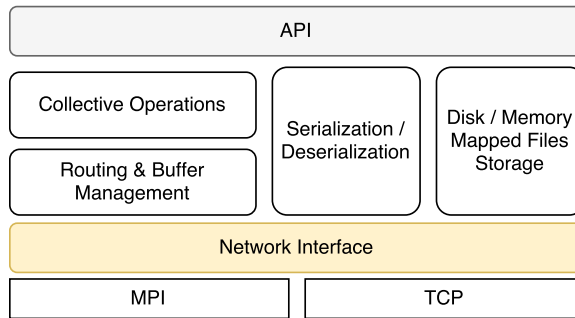 API
Collective Operations
Routing & Buffer
Management
Serialization /
Deserialization
Disk / Memory
Mapped Files
Storage
Network Interface
MPI
TCP